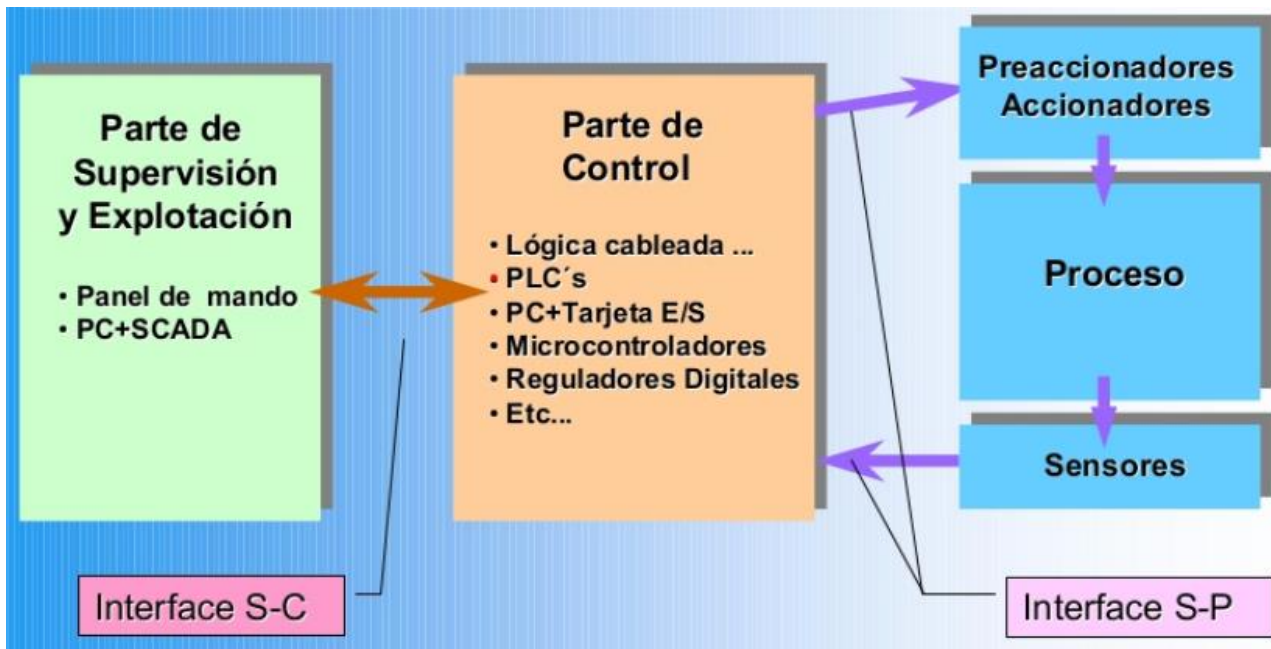 Parte de
Supervisión
y Explotación
• Panel de mando
• PC+SCADA
Parte de
Control
• Lógica cableada ...
• PLC´s
• PC+Tarjeta E/S
• Microcontroladores
• Reguladores Digitales
• Etc...
Preaccionadores
Accionadores
Proceso
Sensores
Interface S-C
Interface S-P